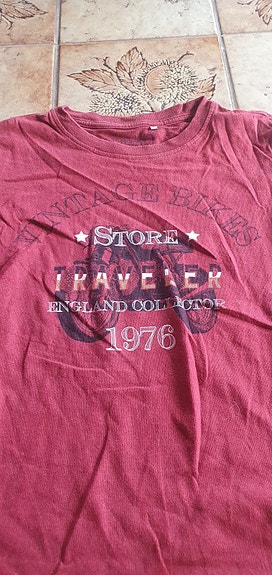 VINTAGE BIKES
STORE
TRAVELER
ENGLAND COLLECTOR
1976